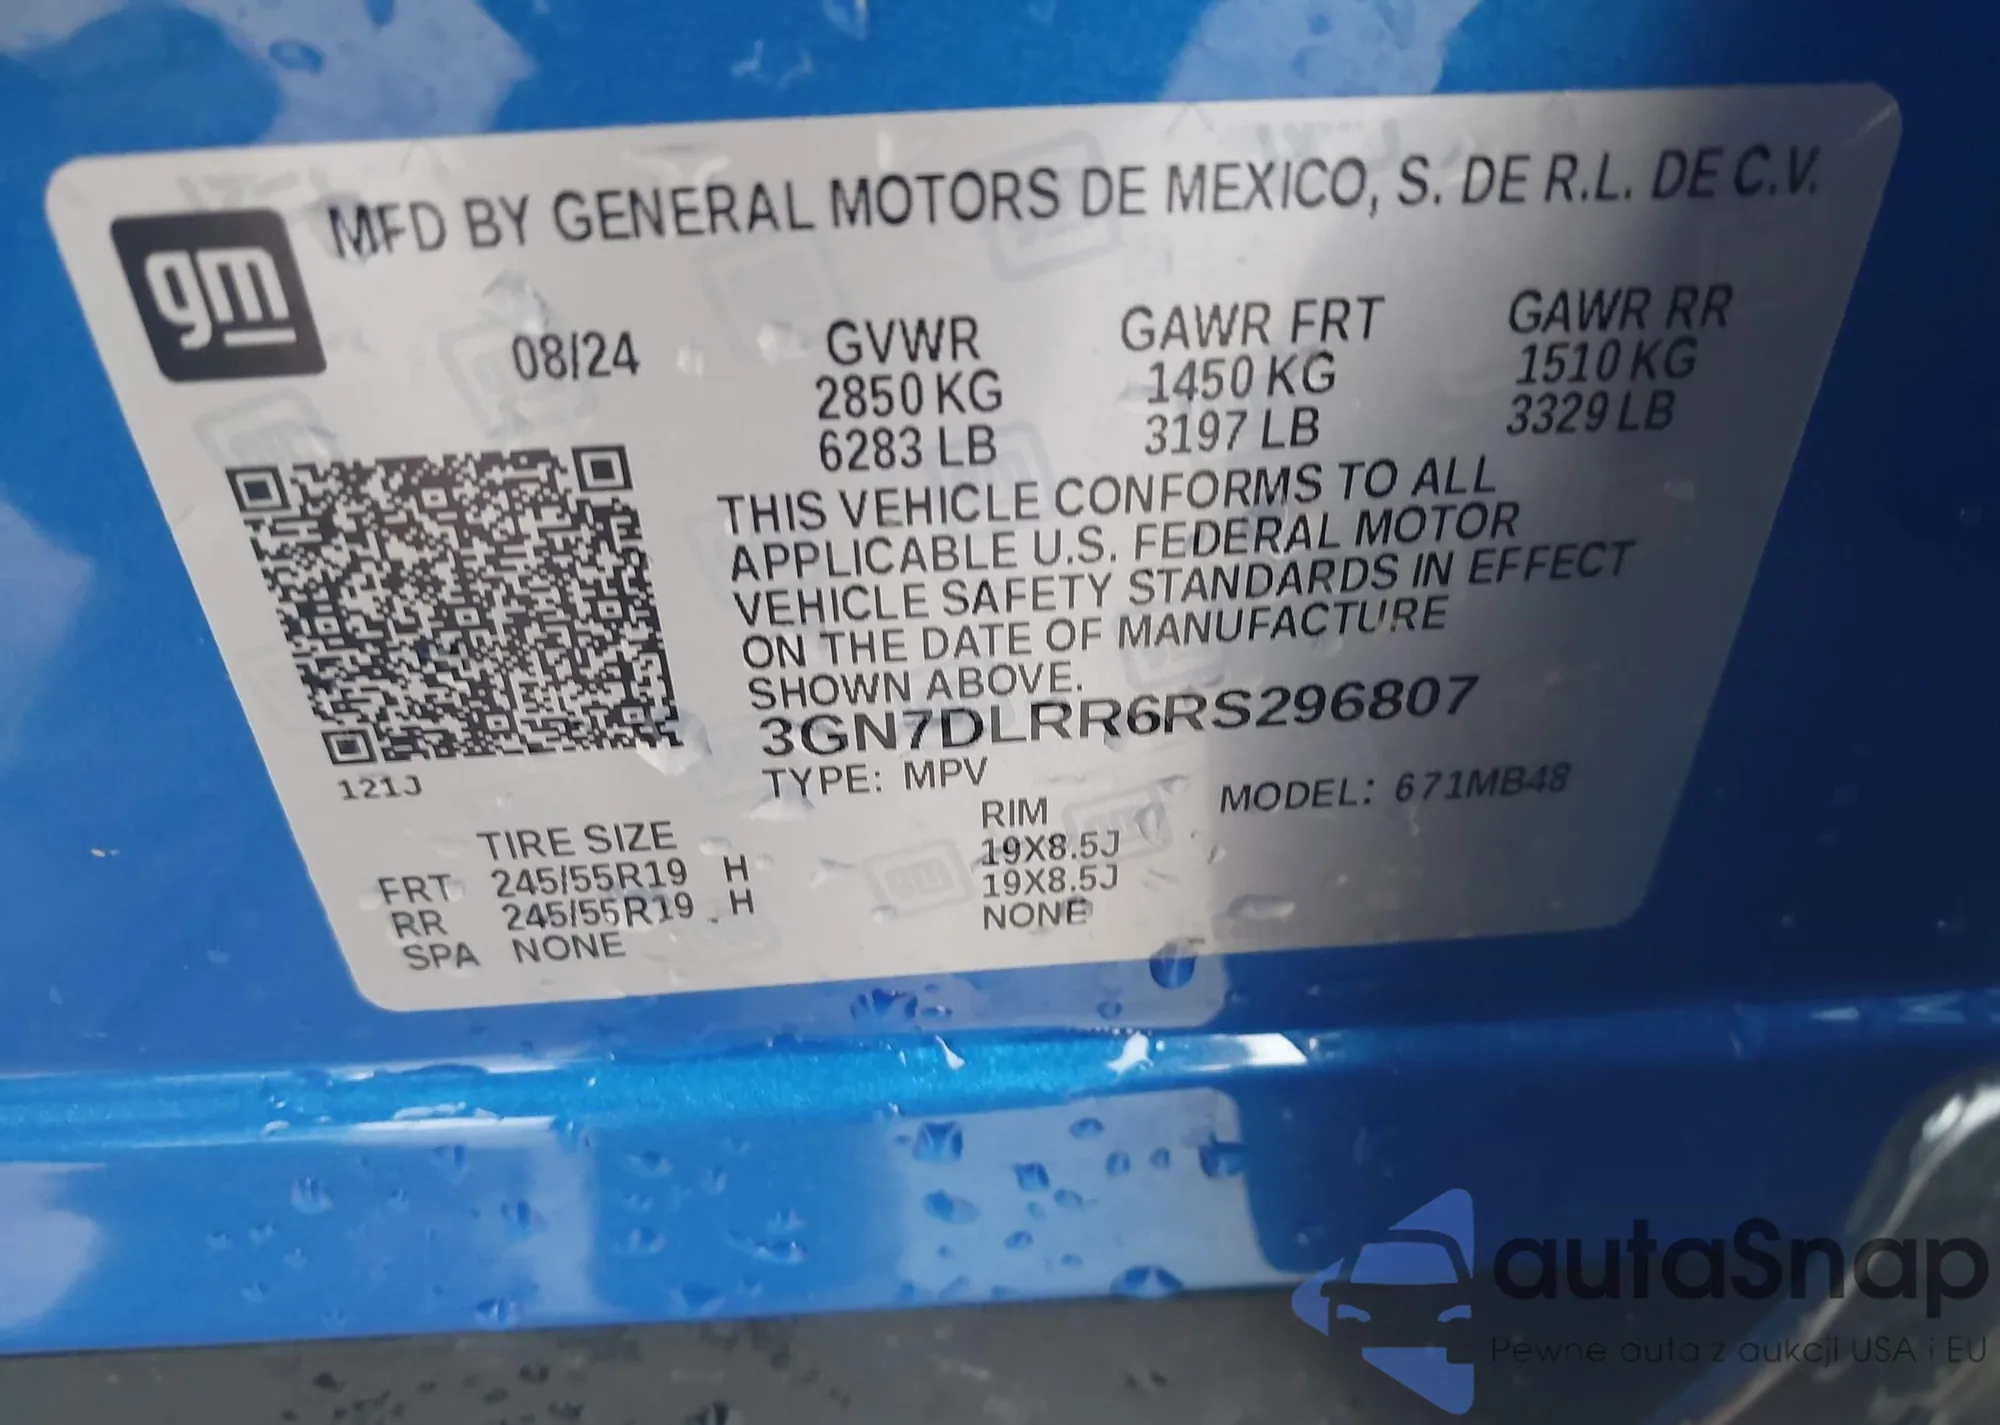 MFD BY GENERAL MOTORS DE MEXICO, S. DE R.L. DE C.V.
gm
08/24
GVWR GAWR FRT GAWR RR
2850 KG 1450 KG 1510 KG
6283 LB 3197 LB 3329 LB
THIS VEHICLE CONFORMS TO ALL
APPLICABLE U.S. FEDERAL MOTOR
VEHICLE SAFETY STANDARDS IN EFFECT
ON THE DATE OF MANUFACTURE
SHOWN ABOVE.
3GN7DLRR6RS296807
121J
TYPE: MPV MODEL: 671MB48
TIRE SIZE RIM
FRT 245/55R19 H 19X8.5J
RR 245/55R19 H 19X8.5J
SPA NONE NONE
autaSnap
Pewne auta z aukcji USA i EU